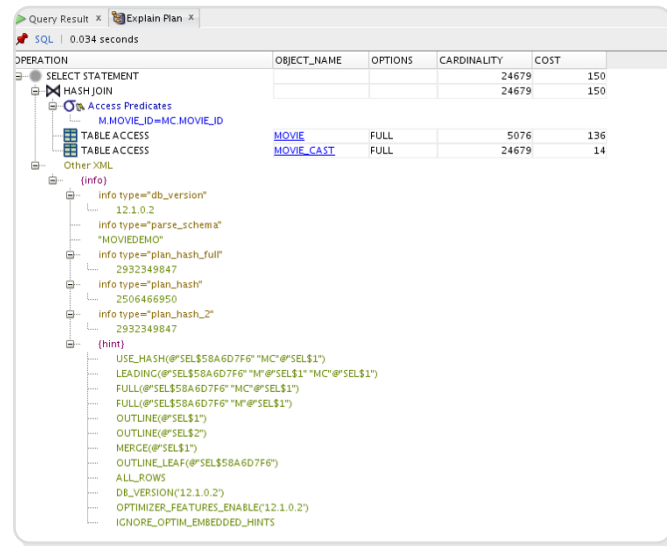 Query Result x Explain Plan x
SQL | 0.034 seconds
OPERATION OBJECT_NAME OPTIONS CARDINALITY COST
SELECT STATEMENT 24679 150
HASH JOIN 24679 150
Access Predicates
M.MOVIE_ID=MC.MOVIE_ID
TABLE ACCESS MOVIE FULL 5076 136
TABLE ACCESS MOVIE_CAST FULL 24679 14
Other XML
{info}
info type="db_version"
12.1.0.2
info type="parse_schema"
"MOVIEDEMO"
info type="plan_hash_full"
2932349847
info type="plan_hash"
2506466950
info type="plan_hash_2"
2932349847
{hint}
USE_HASH(@"SEL$58A6D7F6" "MC"@"SEL$1")
LEADING(@"SEL$58A6D7F6" "M"@"SEL$1" "MC"@"SEL$1")
FULL(@"SEL$58A6D7F6" "MC"@"SEL$1")
FULL(@"SEL$58A6D7F6" "M"@"SEL$1")
OUTLINE(@"SEL$1")
OUTLINE(@"SEL$2")
MERGE(@"SEL$1")
OUTLINE_LEAF(@"SEL$58A6D7F6")
ALL_ROWS
DB_VERSION('12.1.0.2')
OPTIMIZER_FEATURES_ENABLE('12.1.0.2')
IGNORE_OPTIM_EMBEDDED_HINTS